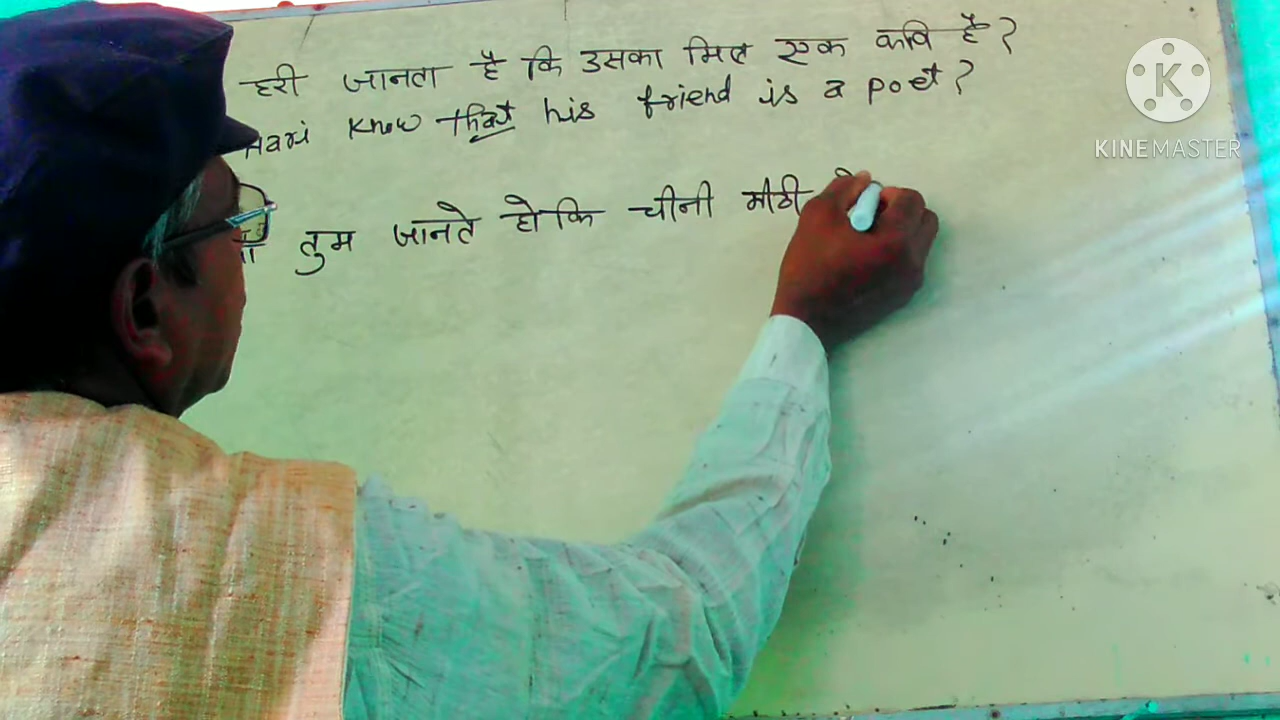 हरी जानता है कि उसका मित्र एक कवि है?
Hari know that his friend is a poet?
तुम जानते हो कि चीनी मीठी
K
KINEMASTER